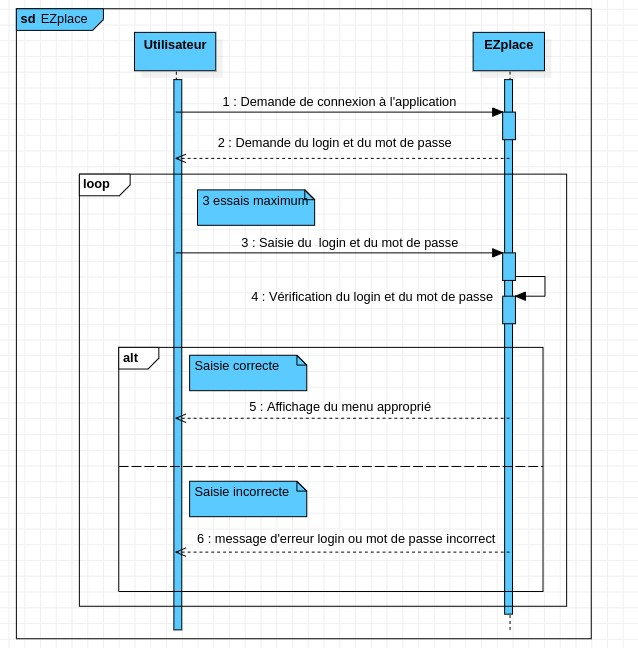 sd EZplace
Utilisateur
EZplace
1 : Demande de connexion à l'application
2 : Demande du login et du mot de passe
loop
3 essais maximum
3 : Saisie du  login et du mot de passe
4 : Vérification du login et du mot de passe
alt
Saisie correcte
5 : Affichage du menu approprié
Saisie incorrecte
6 : message d'erreur login ou mot de passe incorrect